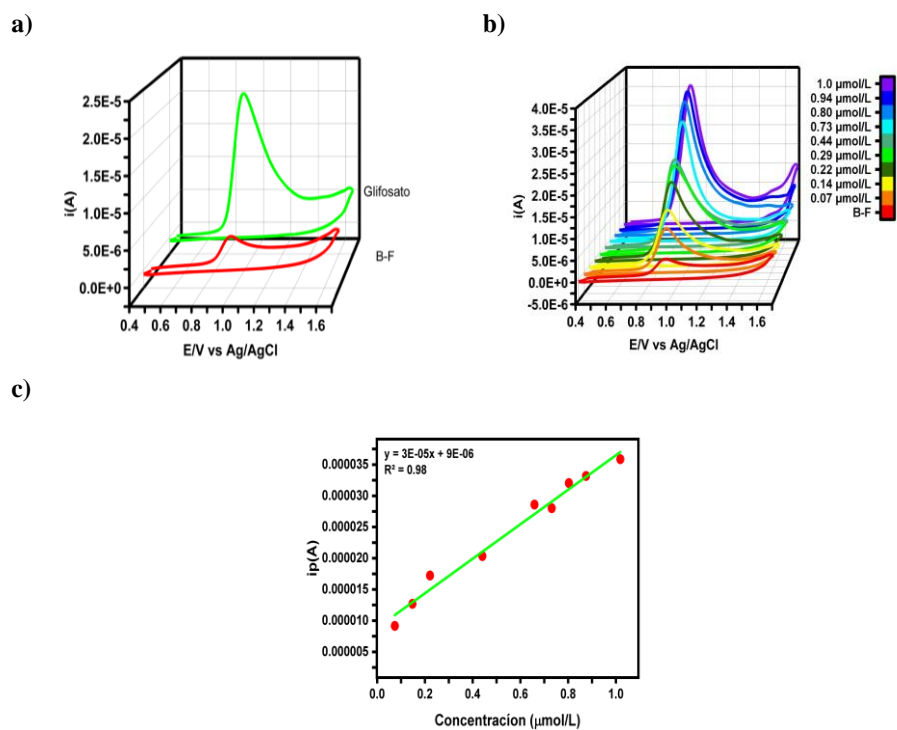 a)
2.5E-5
2.0E-5
1.5E-5
1.0E-5
5.0E-6
0.0E+0
i(A)
Glifosato
B-F
0.4 0.6 0.8 1.0 1.2 1.4 1.6
E/V vs Ag/AgCl
b)
4.0E-5
3.5E-5
3.0E-5
2.5E-5
2.0E-5
1.5E-5
1.0E-5
5.0E-6
0.0E+0
-5.0E-6
i(A)
0.4 0.6 0.8 1.0 1.2 1.4 1.6
E/V vs Ag/AgCl
1.0 µmol/L
0.94 µmol/L
0.80 µmol/L
0.73 µmol/L
0.44 µmol/L
0.29 µmol/L
0.22 µmol/L
0.14 µmol/L
0.07 µmol/L
B-F
c)
y = 3E-05x + 9E-06
R² = 0.98
0.000035
0.000030
0.000025
0.000020
0.000015
0.000010
0.000005
ip(A)
0.0 0.2 0.4 0.6 0.8 1.0
Concentracíon (µmol/L)